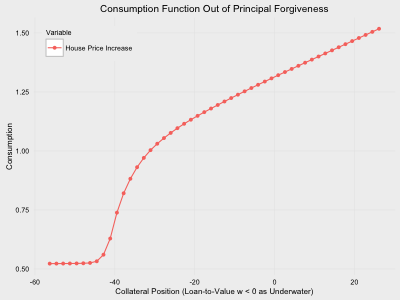 Consumption Function Out of Principal Forgiveness
Variable
House Price Increase
1.50
1.25
1.00
0.75
0.50
Consumption
-60
-40
-20
0
20
Collateral Position (Loan-to-Value w < 0 as Underwater)